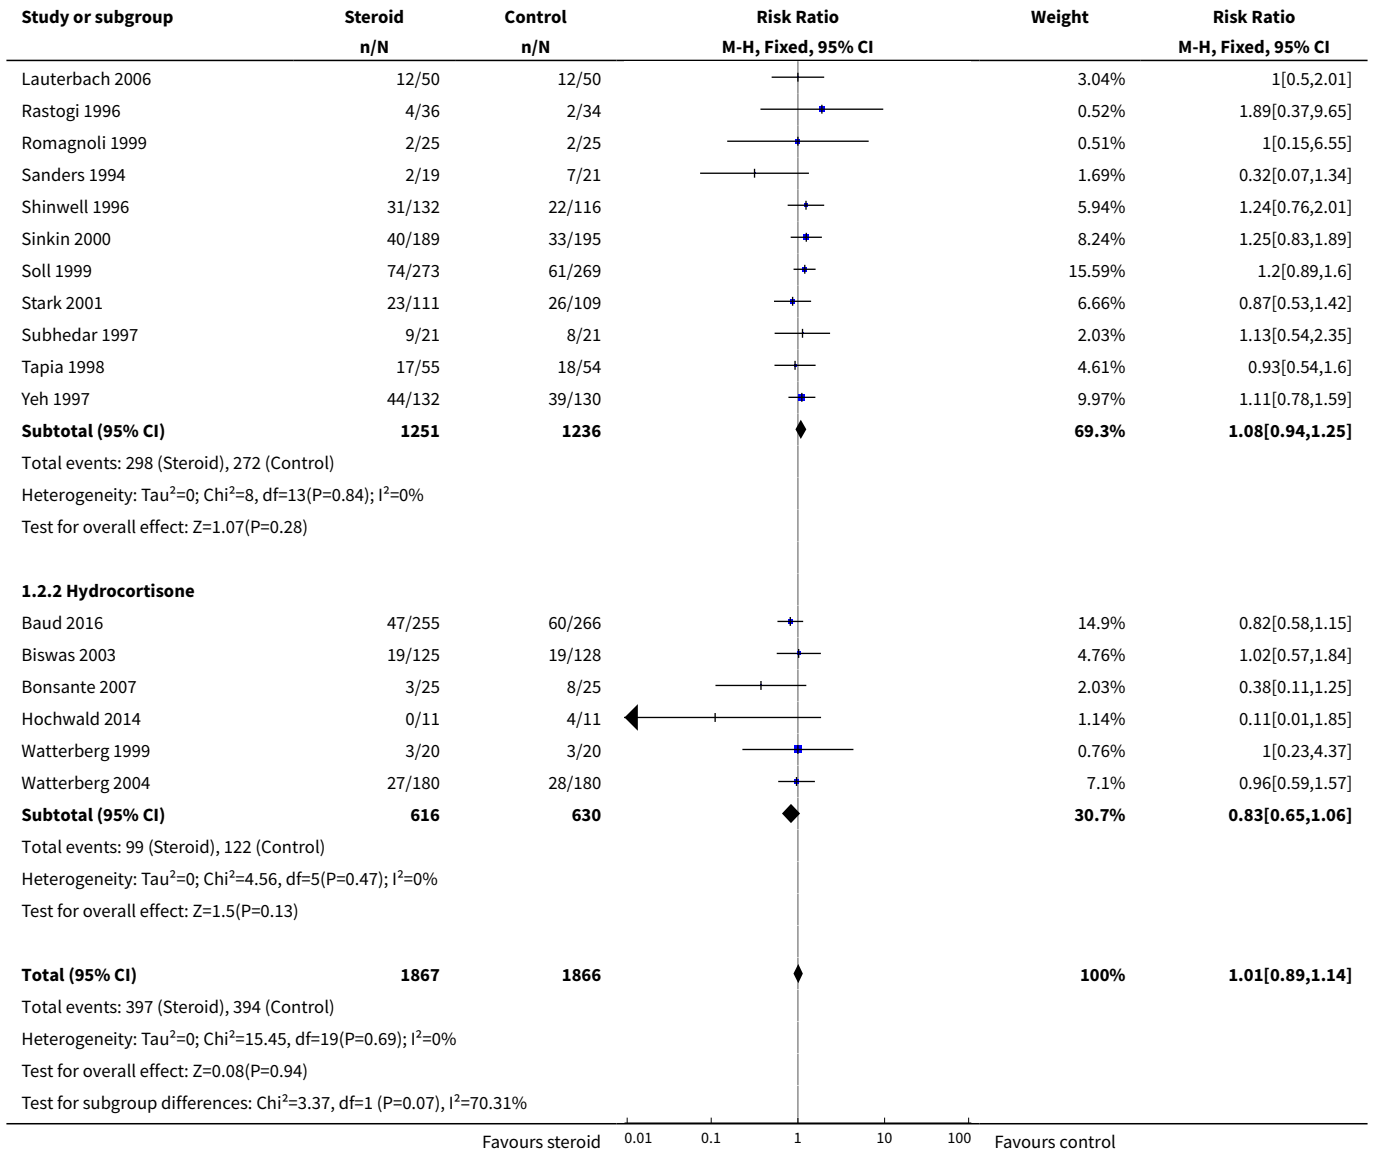 Study or subgroup Steroid Control Risk Ratio Weight Risk Ratio
n/N n/N M-H, Fixed, 95% CI M-H, Fixed, 95% CI
Lauterbach 2006 12/50 12/50 3.04% 1[0.5,2.01]
Rastogi 1996 4/36 2/34 0.52% 1.89[0.37,9.65]
Romagnoli 1999 2/25 2/25 0.51% 1[0.15,6.55]
Sanders 1994 2/19 7/21 1.69% 0.32[0.07,1.34]
Shinwell 1996 31/132 22/116 5.94% 1.24[0.76,2.01]
Sinkin 2000 40/189 33/195 8.24% 1.25[0.83,1.89]
Soll 1999 74/273 61/269 15.59% 1.2[0.89,1.6]
Stark 2001 23/111 26/109 6.66% 0.87[0.53,1.42]
Subhedar 1997 9/21 8/21 2.03% 1.13[0.54,2.35]
Tapia 1998 17/55 18/54 4.61% 0.93[0.54,1.6]
Yeh 1997 44/132 39/130 9.97% 1.11[0.78,1.59]
Subtotal (95% CI) 1251 1236 69.3% 1.08[0.94,1.25]
Total events: 298 (Steroid), 272 (Control)
Heterogeneity: Tau²=0; Chi²=8, df=13(P=0.84); I²=0%
Test for overall effect: Z=1.07(P=0.28)
1.2.2 Hydrocortisone
Baud 2016 47/255 60/266 14.9% 0.82[0.58,1.15]
Biswas 2003 19/125 19/128 4.76% 1.02[0.57,1.84]
Bonsante 2007 3/25 8/25 2.03% 0.38[0.11,1.25]
Hochwald 2014 0/11 4/11 1.14% 0.11[0.01,1.85]
Watterberg 1999 3/20 3/20 0.76% 1[0.23,4.37]
Watterberg 2004 27/180 28/180 7.1% 0.96[0.59,1.57]
Subtotal (95% CI) 616 630 30.7% 0.83[0.65,1.06]
Total events: 99 (Steroid), 122 (Control)
Heterogeneity: Tau²=0; Chi²=4.56, df=5(P=0.47); I²=0%
Test for overall effect: Z=1.5(P=0.13)
Total (95% CI) 1867 1866 100% 1.01[0.89,1.14]
Total events: 397 (Steroid), 394 (Control)
Heterogeneity: Tau²=0; Chi²=15.45, df=19(P=0.69); I²=0%
Test for overall effect: Z=0.08(P=0.94)
Test for subgroup differences: Chi²=3.37, df=1 (P=0.07), I²=70.31%
Favours steroid 0.01 0.1 1 10 100 Favours control